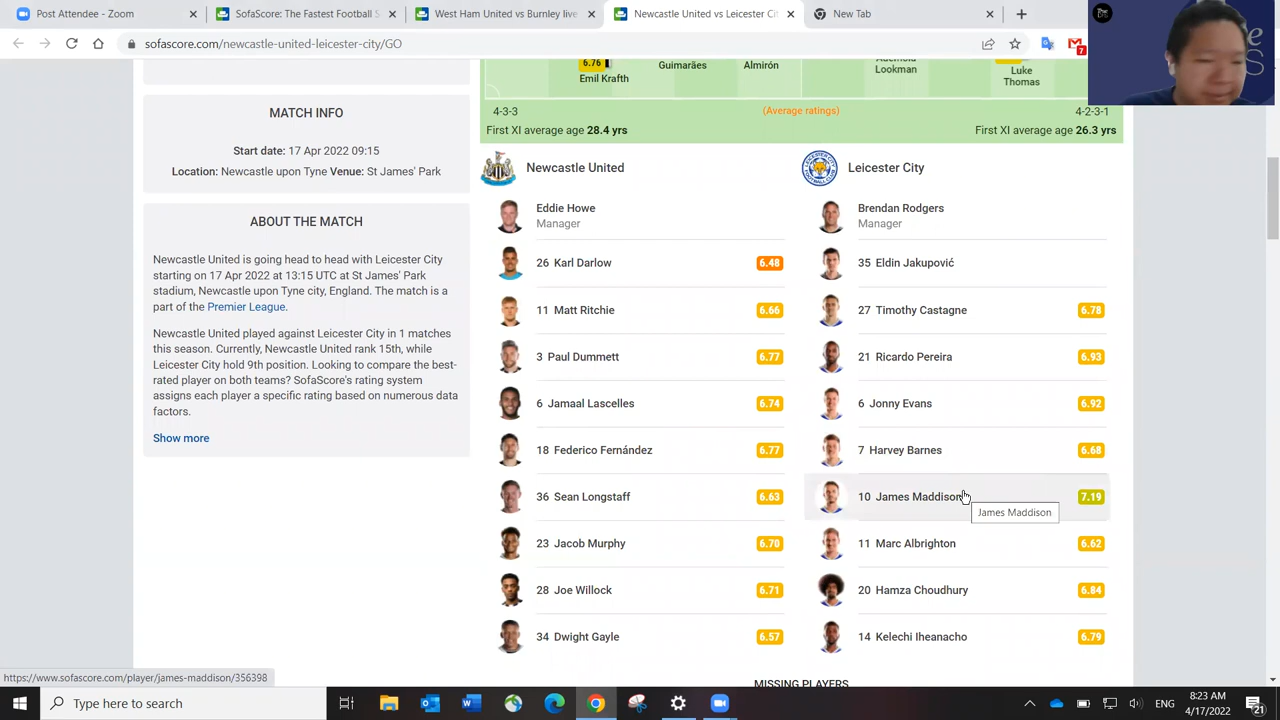 Post Attendee - Zoom
SofaScore: The Fastest Football S
West Ham United vs Burnley live
Newcastle United vs Leicester Cit
New Tab
sofascore.com/newcastle-united-leicester-city/GO
7
6.76
Emil Krafth
Guimarães
Almirón
Ademola
Lookman
Luke
Thomas
4-3-3
(Average ratings)
4-2-3-1
First XI average age 28.4 yrs
First XI average age 26.3 yrs
MATCH INFO
Start date: 17 Apr 2022 09:15
Location: Newcastle upon Tyne Venue: St James' Park
ABOUT THE MATCH
Newcastle United is going head to head with Leicester City
starting on 17 Apr 2022 at 13:15 UTC at St James' Park
stadium, Newcastle upon Tyne city, England. The match is a
part of the Premier League.
Newcastle United played against Leicester City in 1 matches
this season. Currently, Newcastle United rank 15th, while
Leicester City hold 9th position. Looking to compare the best-
rated player on both teams? SofaScore's rating system
assigns each player a specific rating based on numerous data
factors.
Show more
Newcastle United
Eddie Howe
Manager
26 Karl Darlow 6.48
11 Matt Ritchie 6.66
3 Paul Dummett 6.77
6 Jamaal Lascelles 6.74
18 Federico Fernández 6.77
36 Sean Longstaff 6.63
23 Jacob Murphy 6.70
28 Joe Willock 6.71
34 Dwight Gayle 6.57
Leicester City
Brendan Rodgers
Manager
35 Eldin Jakupović
27 Timothy Castagne 6.78
21 Ricardo Pereira 6.93
6 Jonny Evans 6.92
7 Harvey Barnes 6.68
10 James Maddison 7.19
James Maddison
11 Marc Albrighton 6.62
20 Hamza Choudhury 6.84
14 Kelechi Iheanacho 6.79
MISSING PLAYERS
https://www.sofascore.com/player/james-maddison/356398
Type here to search
ENG
8:23 AM
4/17/2022
21